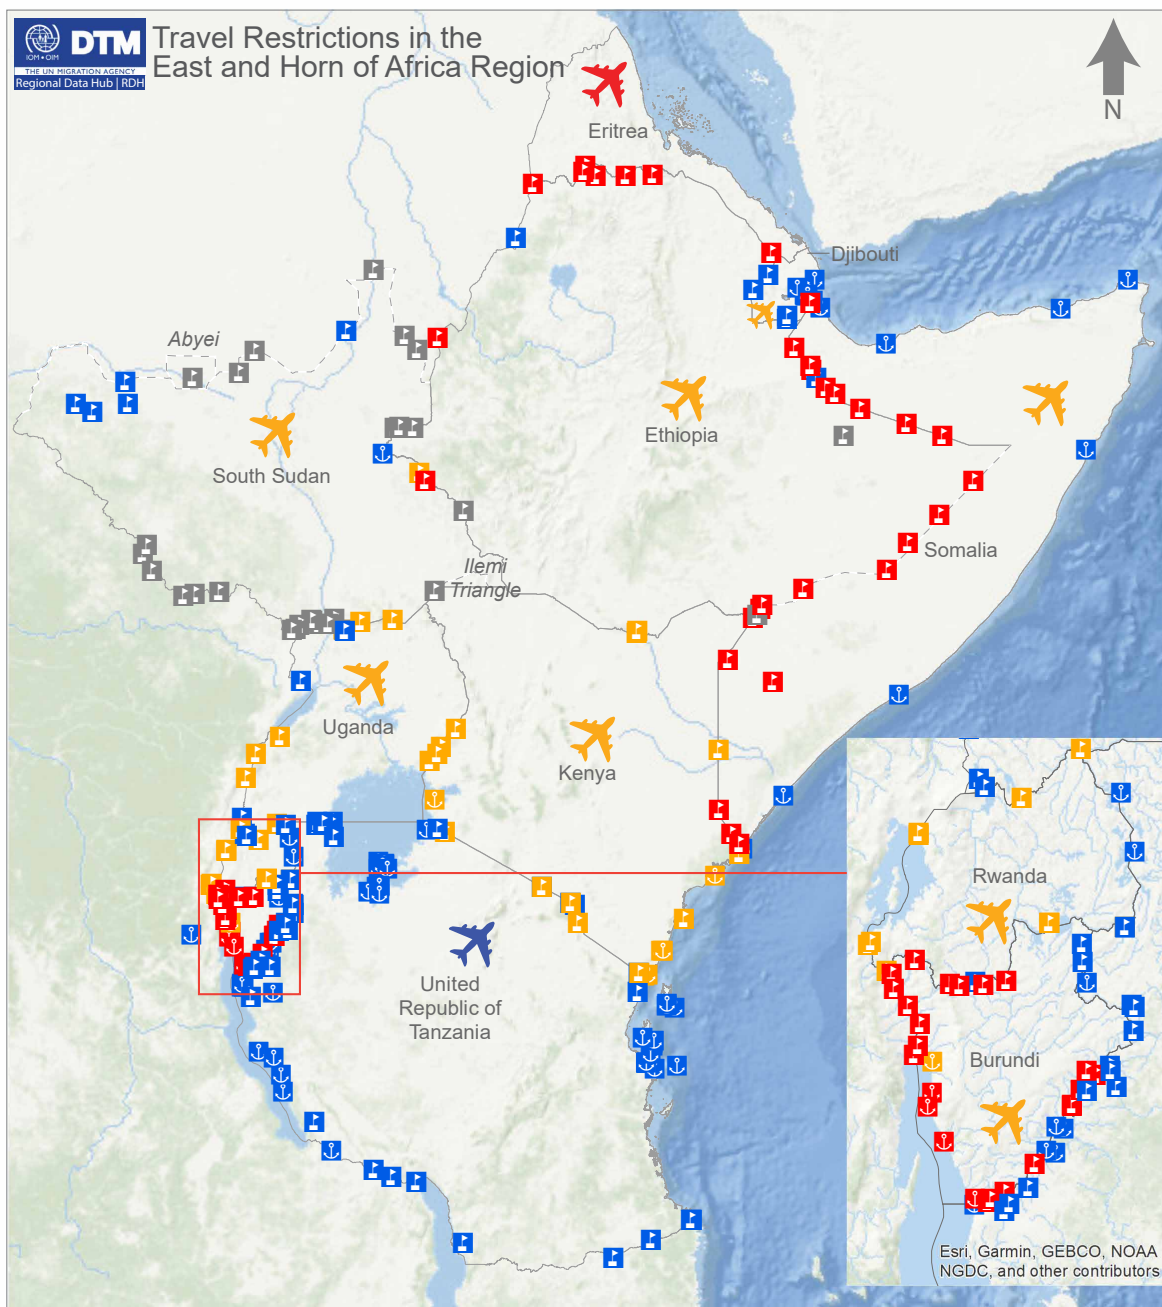 IOM • OIM
DTM
THE UN MIGRATION AGENCY
Regional Data Hub | RDH
Travel Restrictions in the
East and Horn of Africa Region
N
Eritrea
Djibouti
Abyei
Ethiopia
South Sudan
Somalia
Ilemi
Triangle
Uganda
Kenya
Rwanda
United
Republic of
Tanzania
Burundi
Esri, Garmin, GEBCO, NOAA
NGDC, and other contributors